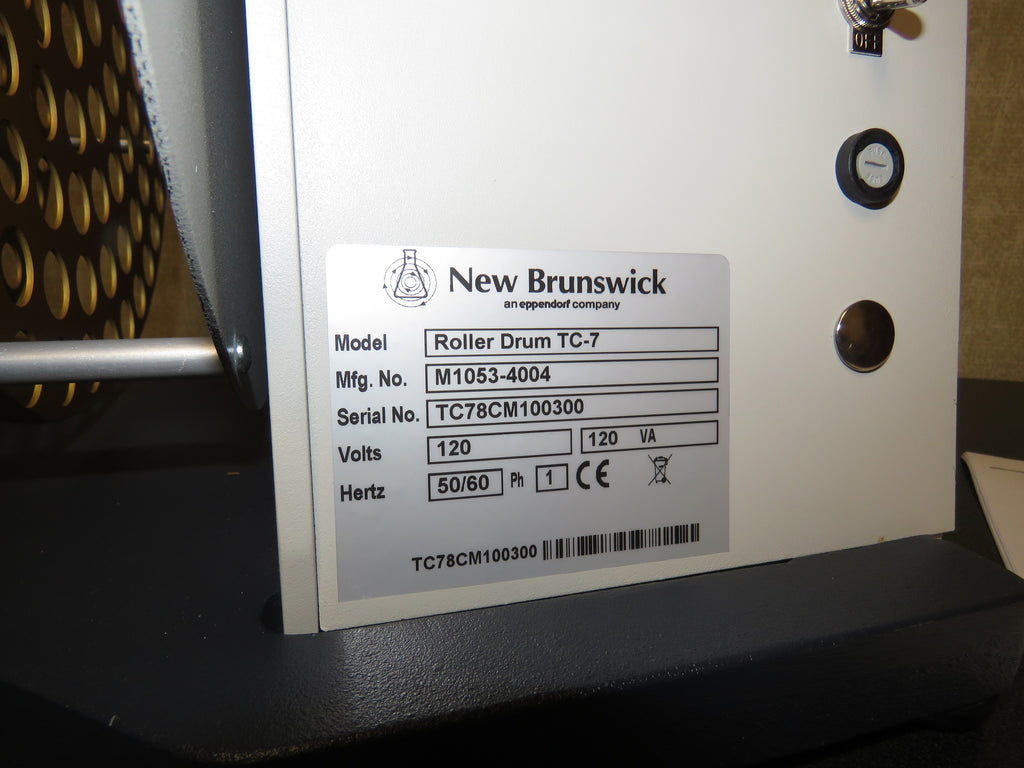 OFF
New Brunswick
an eppendorf company
Model Roller Drum TC-7
Mfg. No. M1053-4004
Serial No. TC78CM100300
Volts 120 120 VA
Hertz 50/60 Ph 1 CE
TC78CM100300